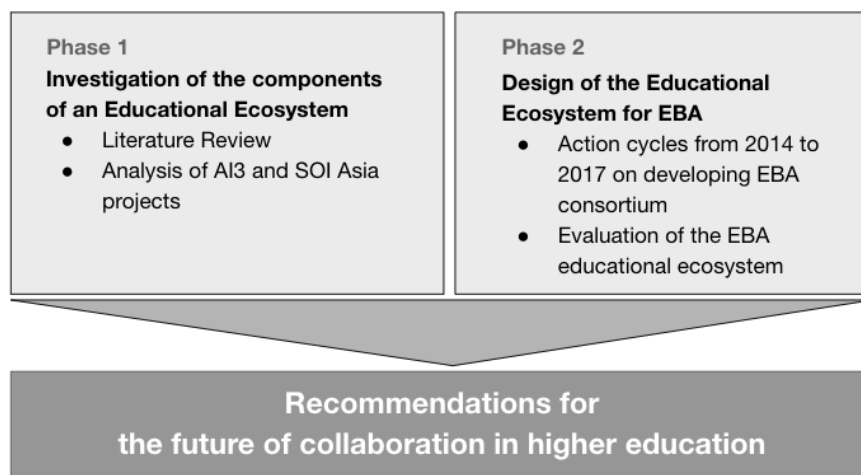 Phase 1
Investigation of the components
of an Educational Ecosystem
● Literature Review
● Analysis of AI3 and SOI Asia
projects
Phase 2
Design of the Educational
Ecosystem for EBA
● Action cycles from 2014 to
2017 on developing EBA
consortium
● Evaluation of the EBA
educational ecosystem
Recommendations for
the future of collaboration in higher education